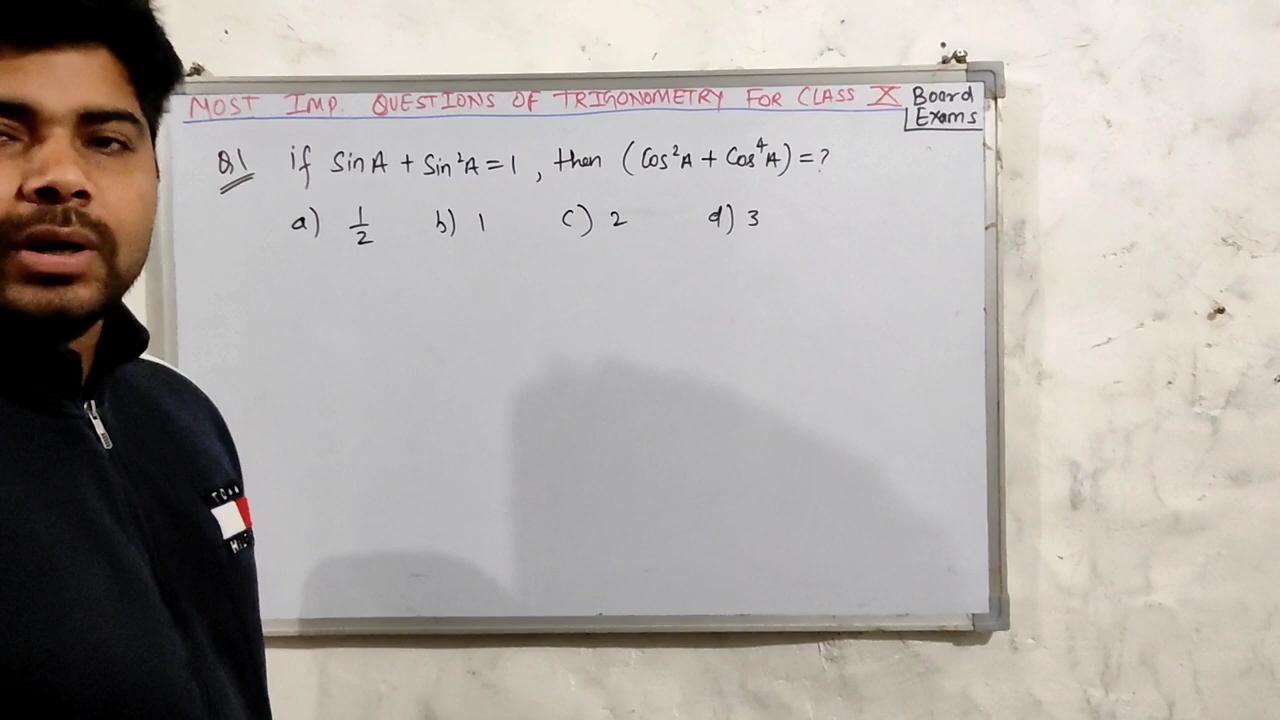 MOST IMP. QUESTIONS OF TRIGONOMETRY FOR CLASS X Board Exams
Q1 if SinA + Sin²A = 1, then (Cos²A + Cos⁴A) = ?
a) 1/2 b) 1 c) 2 d) 3